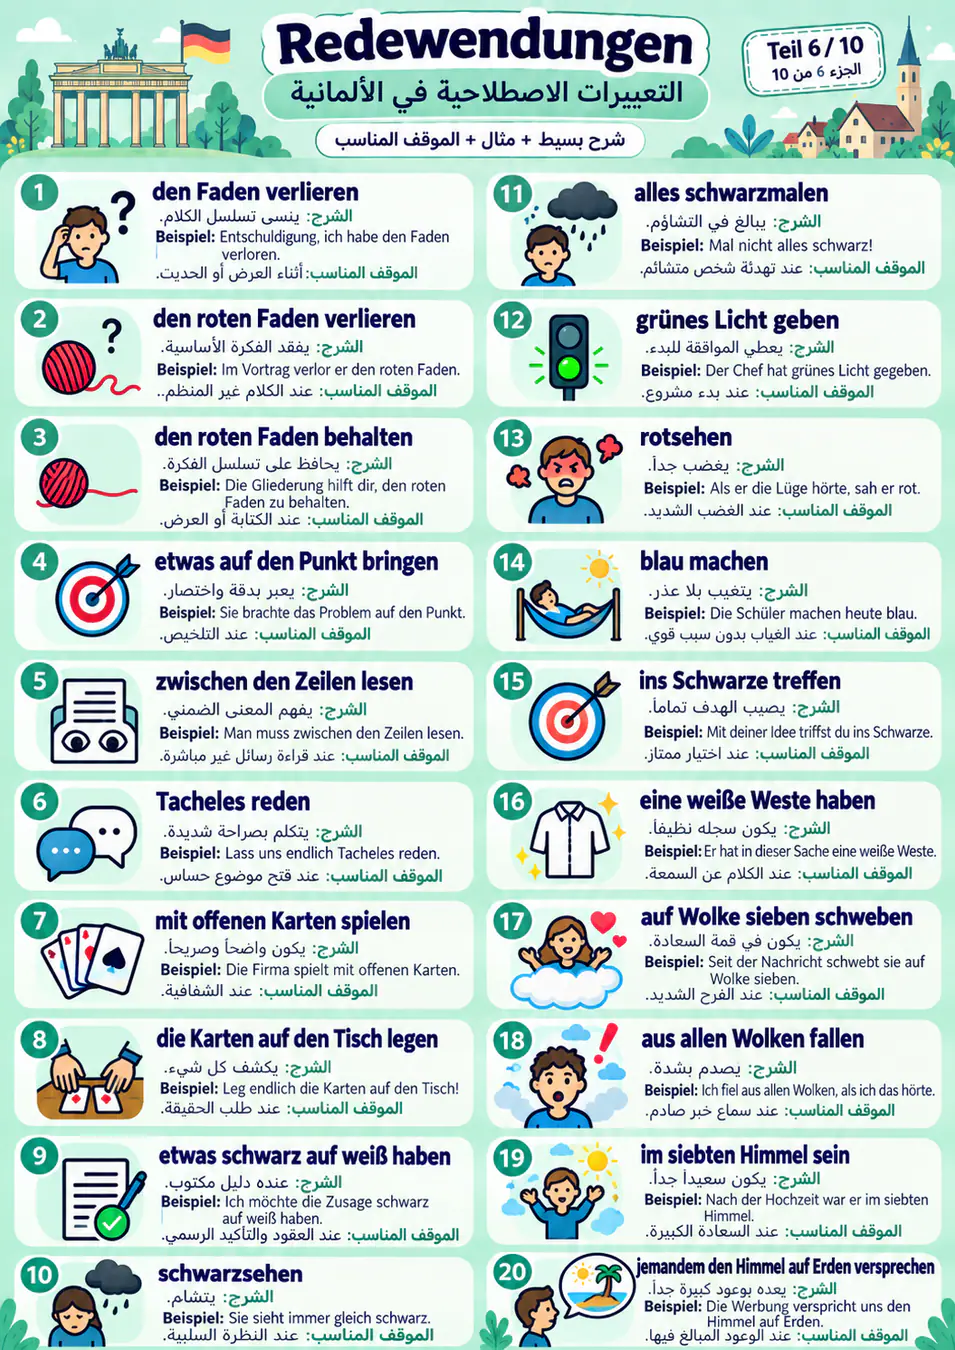 Redewendungen
التعبيرات الاصطلاحية في الألمانية
شرح بسيط + مثال + الموقف المناسب
Teil 6 / 10
الجزء 6 من 10
1
den Faden verlieren
الشرح: ينسى تسلسل الكلام.
Beispiel: Entschuldigung, ich habe den Faden
verloren.
الموقف المناسب: أثناء العرض أو الحديث.
2
den roten Faden verlieren
الشرح: يفقد الفكرة الأساسية.
Beispiel: Im Vortrag verlor er den roten Faden.
الموقف المناسب: عند الكلام غير المنظم..
3
den roten Faden behalten
الشرح: يحافظ على تسلسل الفكرة.
Beispiel: Die Gliederung hilft dir, den roten
Faden zu behalten.
الموقف المناسب: عند الكتابة أو العرض.
4
etwas auf den Punkt bringen
الشرح: يعبر بدقة واختصار.
Beispiel: Sie brachte das Problem auf den Punkt.
الموقف المناسب: عند التلخيص.
5
zwischen den Zeilen lesen
الشرح: يفهم المعنى الضمني.
Beispiel: Man muss zwischen den Zeilen lesen.
الموقف المناسب: عند قراءة رسائل غير مباشرة.
6
Tacheles reden
الشرح: يتكلم بصراحة شديدة.
Beispiel: Lass uns endlich Tacheles reden.
الموقف المناسب: عند فتح موضوع حساس.
7
mit offenen Karten spielen
الشرح: يكون واضحاً وصريحاً.
Beispiel: Die Firma spielt mit offenen Karten.
الموقف المناسب: عند الشفافية.
8
die Karten auf den Tisch legen
الشرح: يكشف كل شيء.
Beispiel: Leg endlich die Karten auf den Tisch!
الموقف المناسب: عند طلب الحقيقة.
9
etwas schwarz auf weiß haben
الشرح: عنده دليل مكتوب.
Beispiel: Ich möchte die Zusage schwarz
auf weiß haben.
الموقف المناسب: عند العقود والتأكيد الرسمي.
10
schwarzsehen
الشرح: يتشام.
Beispiel: Sie sieht immer gleich schwarz.
الموقف المناسب: عند النظرة السلبية.
11
alles schwarzmalen
الشرح: يبالغ في التشاؤم.
Beispiel: Mal nicht alles schwarz!
الموقف المناسب: عند تهدئة شخص متشائم.
12
grünes Licht geben
الشرح: يعطي الموافقة للبدء.
Beispiel: Der Chef hat grünes Licht gegeben.
الموقف المناسب: عند بدء مشروع.
13
rotsehen
الشرح: يغضب جداً.
Beispiel: Als er die Lüge hörte, sah er rot.
الموقف المناسب: عند الغضب الشديد.
14
blau machen
الشرح: يتغيب بلا عذر.
Beispiel: Die Schüler machen heute blau.
الموقف المناسب: عند الغياب بدون سبب قوي.
15
ins Schwarze treffen
الشرح: يصيب الهدف تماماً.
Beispiel: Mit deiner Idee triffst du ins Schwarze.
الموقف المناسب: عند اختيار ممتاز.
16
eine weiße Weste haben
الشرح: يكون سجله نظيفاً.
Beispiel: Er hat in dieser Sache eine weiße Weste.
الموقف المناسب: عند الكلام عن السمعة.
17
auf Wolke sieben schweben
الشرح: يكون في قمة السعادة.
Beispiel: Seit der Nachricht schwebt sie auf
Wolke sieben.
الموقف المناسب: عند الفرح الشديد.
18
aus allen Wolken fallen
الشرح: يصدم بشدة.
Beispiel: Ich fiel aus allen Wolken, als ich das hörte.
الموقف المناسب: عند سماع خبر صادم.
19
im siebten Himmel sein
الشرح: يكون سعيداً جداً.
Beispiel: Nach der Hochzeit war er im siebten
Himmel.
الموقف المناسب: عند السعادة الكبيرة.
20
jemandem den Himmel auf Erden versprechen
الشرح: يعده بوعود كبيرة جداً.
Beispiel: Die Werbung verspricht uns den
Himmel auf Erden.
الموقف المناسب: عند الوعود المبالغ فيها.